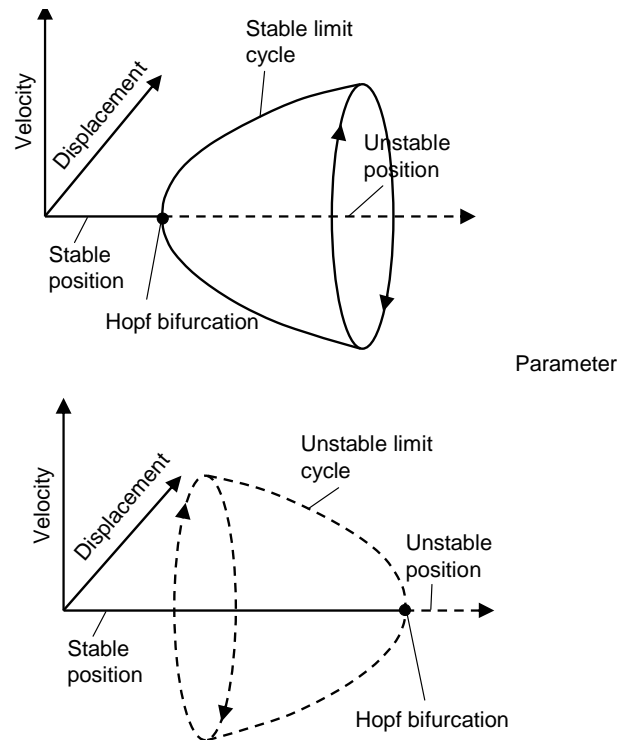 Stable limit
cycle
Velocity
Displacement
Unstable
position
Stable
position
Hopf bifurcation
Parameter
Unstable limit
cycle
Velocity
Displacement
Unstable
position
Stable
position
Hopf bifurcation